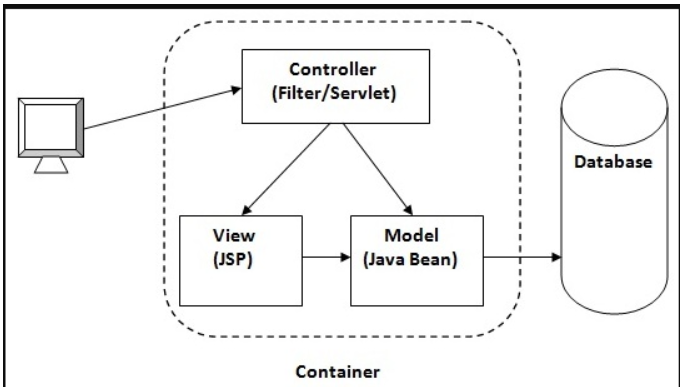 Controller
(Filter/Servlet)
Database
View
(JSP)
Model
(Java Bean)
Container